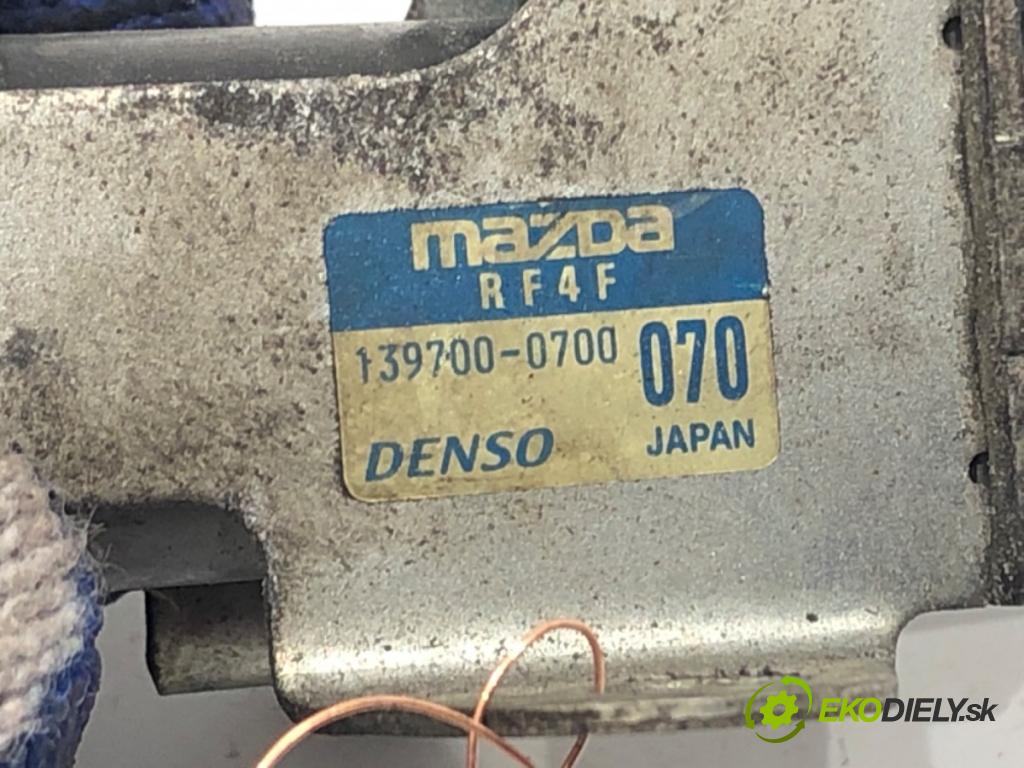 mazda
RF4F
139700-0700 070
DENSO JAPAN
EKODIELY.sk